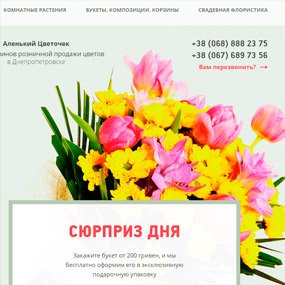 КОМНАТНЫЕ РАСТЕНИЯ БУКЕТЫ, КОМПОЗИЦИИ, КОРЗИНЫ СВАДЕБНАЯ ФЛОРИСТИКА
Аленький Цветочек
розничной продажи цветов
в Днепропетровске
+38 (068) 888 23 75
+38 (067) 689 73 56
Вам перезвонить? →
СЮРПРИЗ ДНЯ
Закажите букет от 200 гривен, и мы
бесплатно оформим его в эксклюзивную
подарочную упаковку